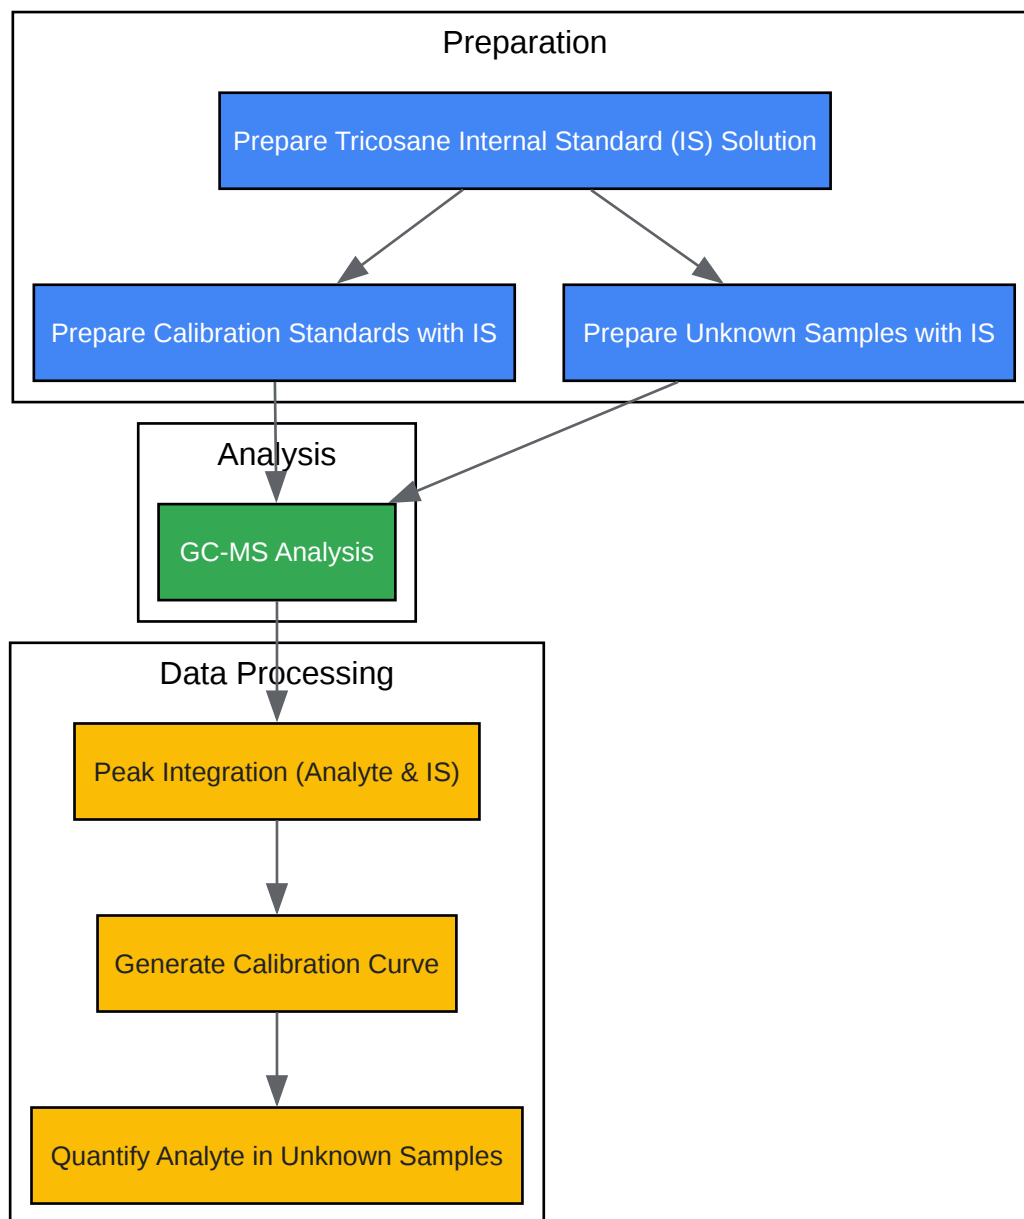 Preparation
Prepare Tricosane Internal Standard (IS) Solution
Prepare Calibration Standards with IS
Prepare Unknown Samples with IS
Analysis
GC-MS Analysis
Data Processing
Peak Integration (Analyte & IS)
Generate Calibration Curve
Quantify Analyte in Unknown Samples